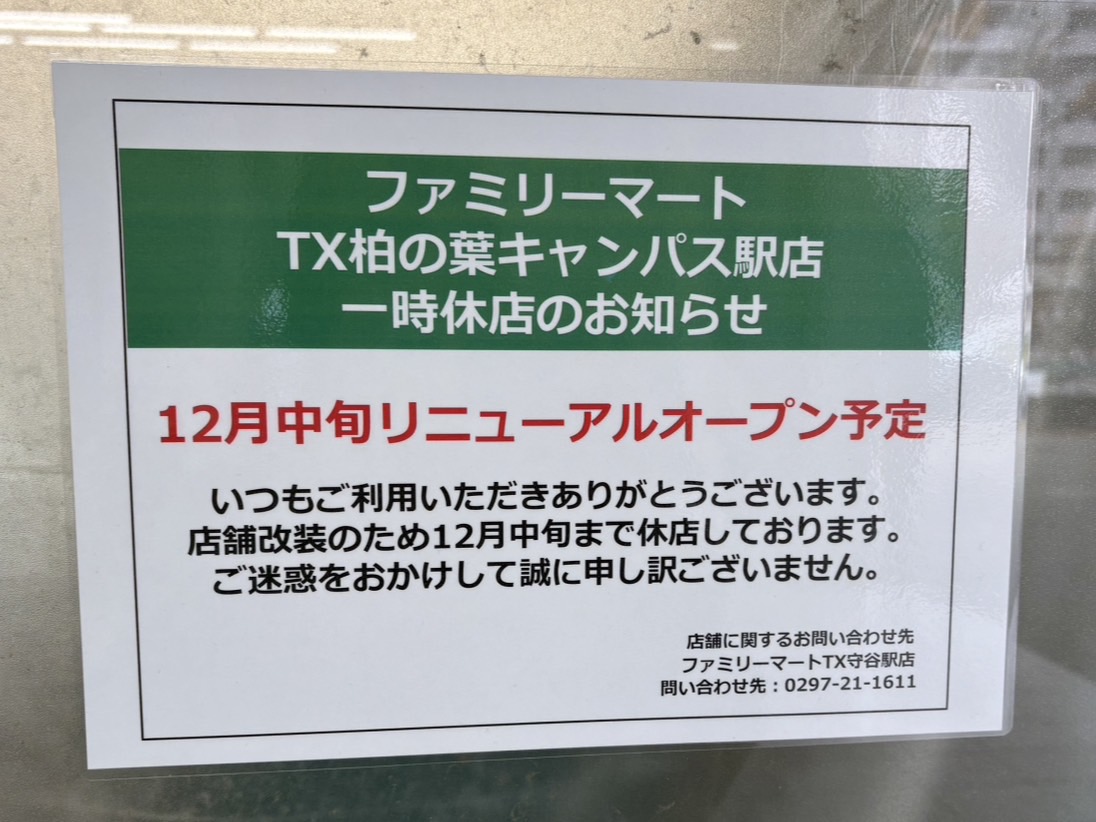 ファミリーマート
TX柏の葉キャンパス駅店
一時休店のお知らせ
12月中旬リニューアルオープン予定
いつもご利用いただきありがとうございます。
店舗改装のため12月中旬まで休店しております。
ご迷惑をおかけして誠に申し訳ございません。
店舗に関するお問い合わせ先
ファミリーマートTX守谷駅店
問い合わせ先：0297-21-1611